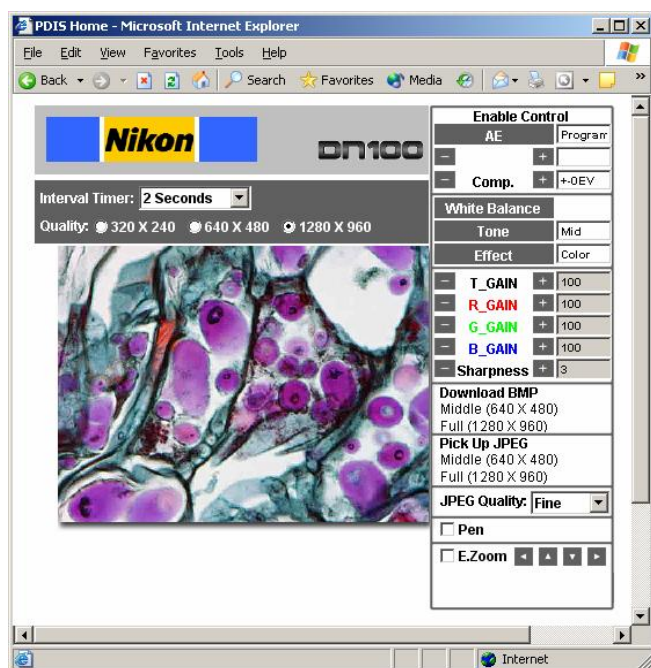 PDIS Home - Microsoft Internet Explorer
File Edit View Favorites Tools Help
Back Search Favorites Media »
Nikon DN100
Interval Timer: 2 Seconds
Quality: 320 X 240 640 X 480 1280 X 960
Enable Control
AE Program
- +
- Comp. + +-0EV
White Balance
Tone Mid
Effect Color
- T_GAIN + 100
- R_GAIN + 100
- G_GAIN + 100
- B_GAIN + 100
- Sharpness + 3
Download BMP
Middle (640 X 480)
Full (1280 X 960)
Pick Up JPEG
Middle (640 X 480)
Full (1280 X 960)
JPEG Quality: Fine
Pen
E.Zoom
Internet